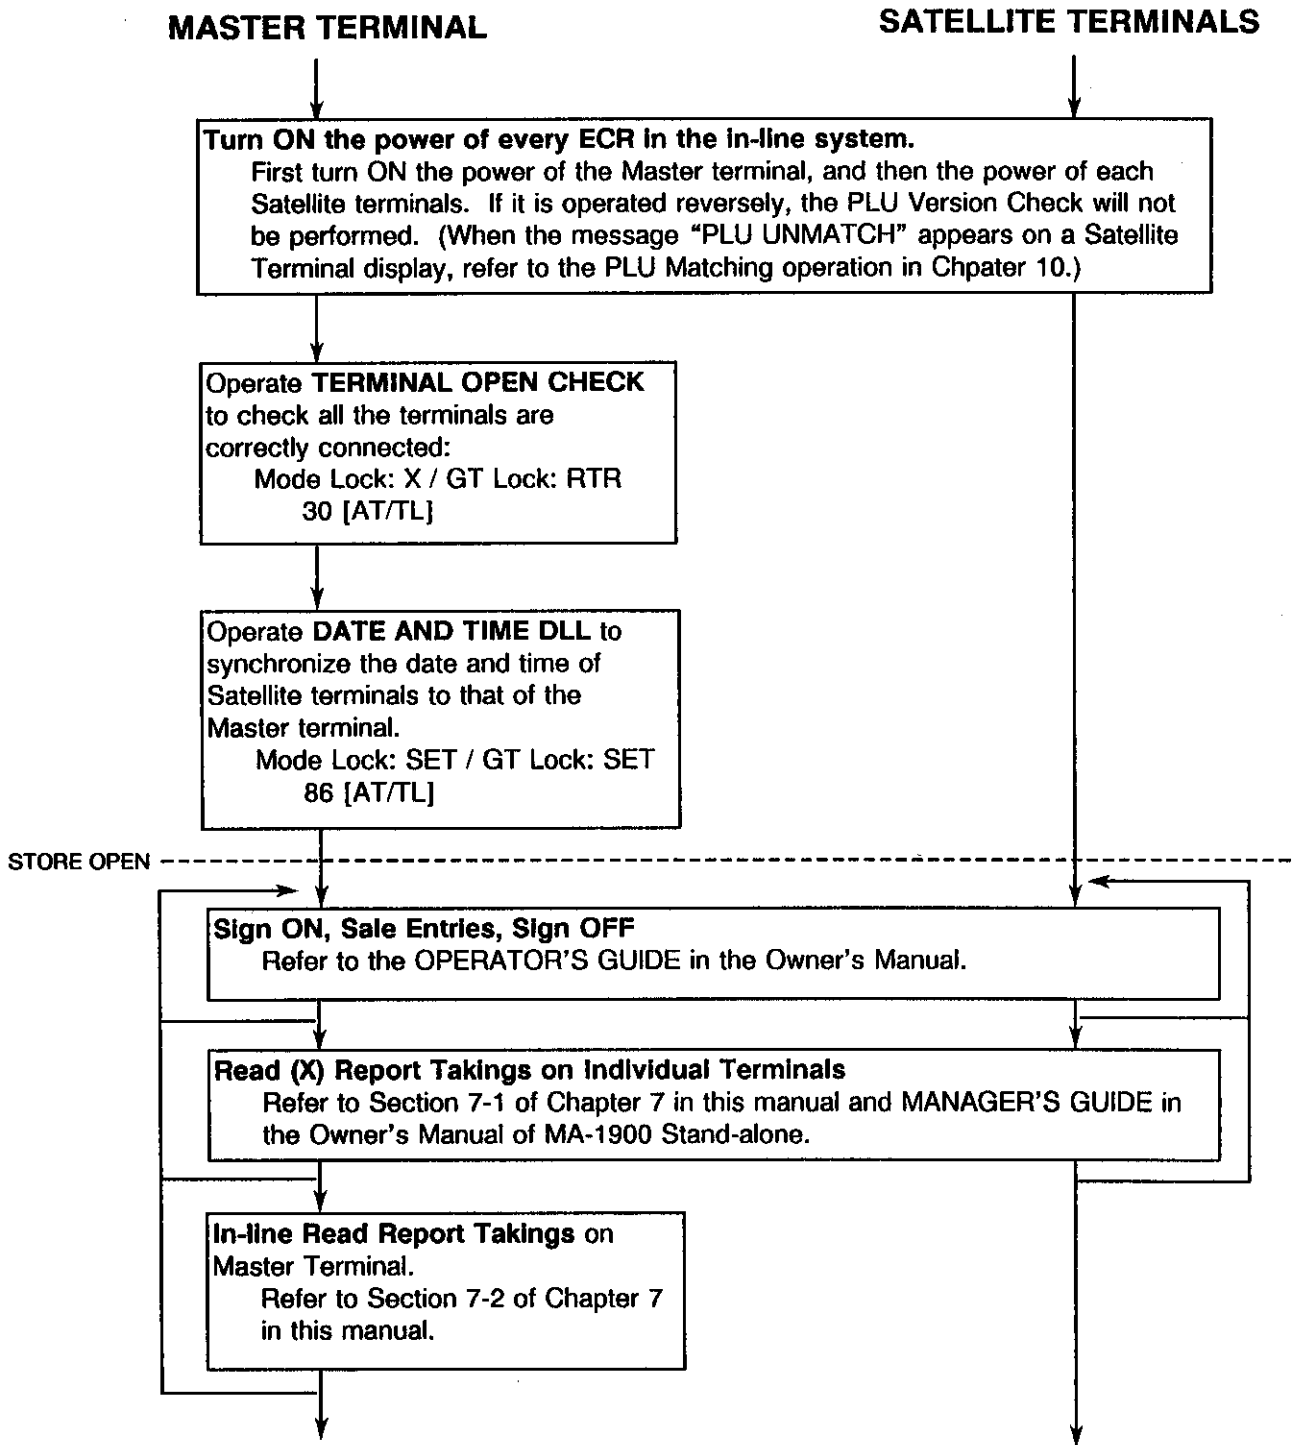 MASTER TERMINAL
SATELLITE TERMINALS
Turn ON the power of every ECR in the in-line system.
First turn ON the power of the Master terminal, and then the power of each
Satellite terminals. If it is operated reversely, the PLU Version Check will not
be performed. (When the message “PLU UNMATCH” appears on a Satellite
Terminal display, refer to the PLU Matching operation in Chpater 10.)
Operate TERMINAL OPEN CHECK
to check all the terminals are
correctly connected:
Mode Lock: X / GT Lock: RTR
30 [AT/TL]
Operate DATE AND TIME DLL to
synchronize the date and time of
Satellite terminals to that of the
Master terminal.
Mode Lock: SET / GT Lock: SET
86 [AT/TL]
STORE OPEN
Sign ON, Sale Entries, Sign OFF
Refer to the OPERATOR'S GUIDE in the Owner's Manual.
Read (X) Report Takings on Individual Terminals
Refer to Section 7-1 of Chapter 7 in this manual and MANAGER'S GUIDE in
the Owner's Manual of MA-1900 Stand-alone.
In-line Read Report Takings on
Master Terminal.
Refer to Section 7-2 of Chapter 7
in this manual.